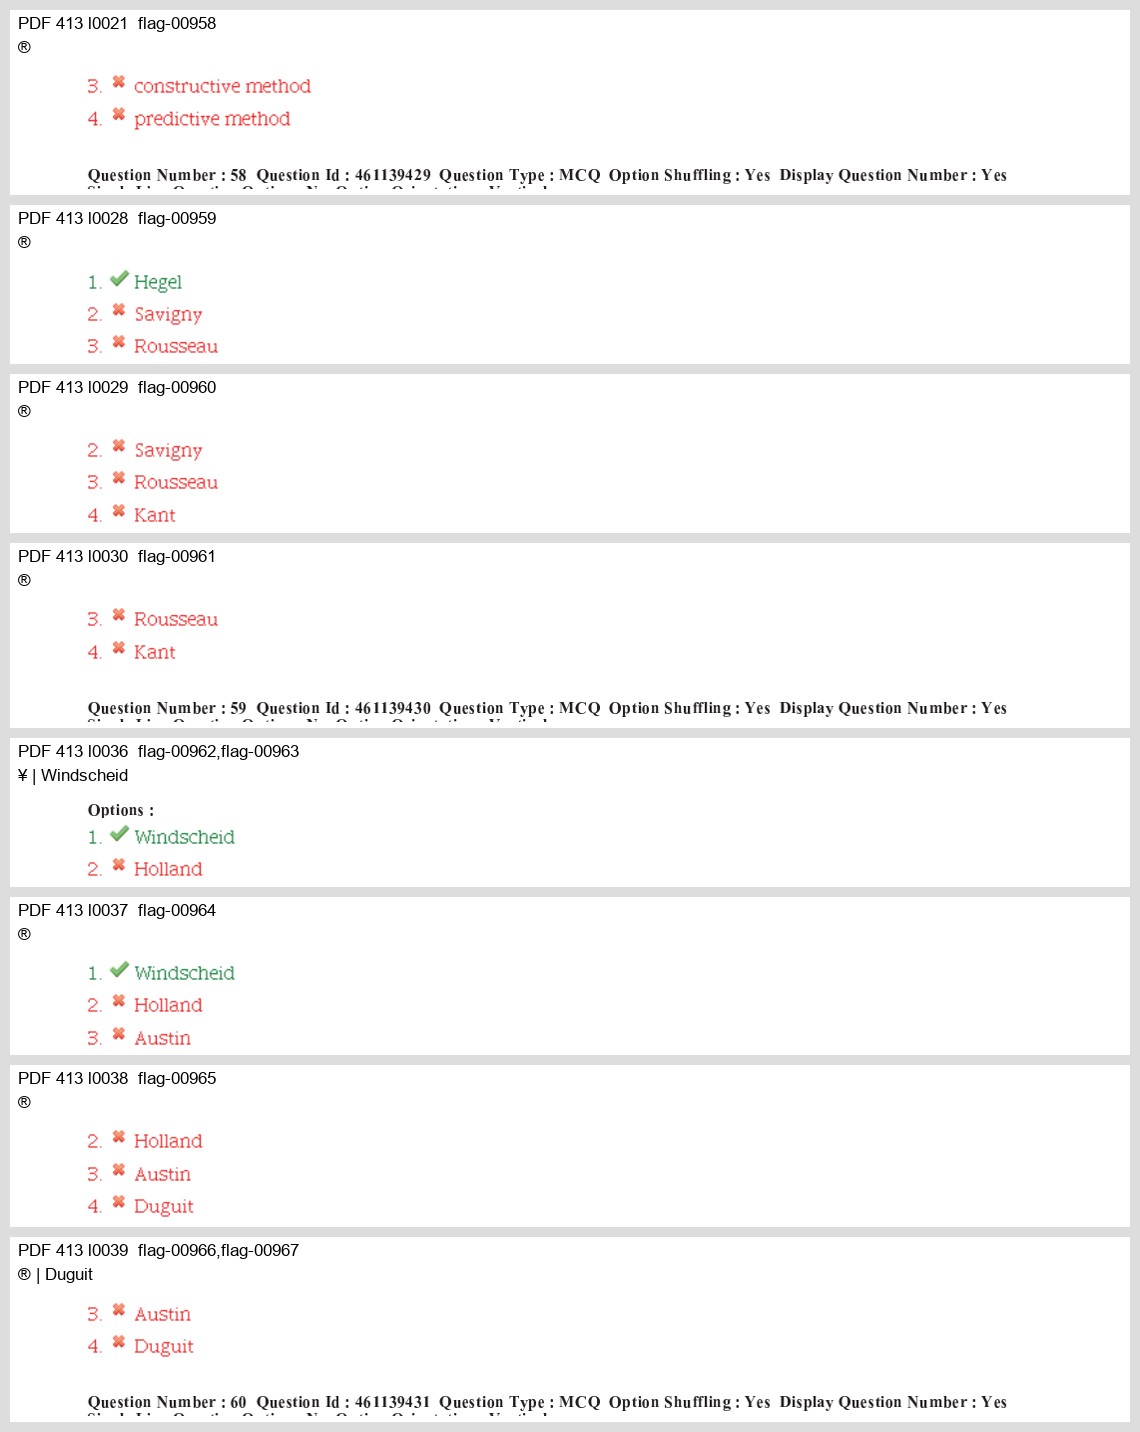 PDF 413 l0021 flag-00958
®
3. constructive method
4. predictive method
Question Number : 58 Question Id : 461139429 Question Type : MCQ Option Shuffling : Yes Display Question Number : Yes
PDF 413 l0028 flag-00959
®
1. Hegel
2. Savigny
3. Rousseau
PDF 413 l0029 flag-00960
®
2. Savigny
3. Rousseau
4. Kant
PDF 413 l0030 flag-00961
®
3. Rousseau
4. Kant
Question Number : 59 Question Id : 461139430 Question Type : MCQ Option Shuffling : Yes Display Question Number : Yes
PDF 413 l0036 flag-00962,flag-00963
¥ | Windscheid
Options :
1. Windscheid
2. Holland
PDF 413 l0037 flag-00964
®
1. Windscheid
2. Holland
3. Austin
PDF 413 l0038 flag-00965
®
2. Holland
3. Austin
4. Duguit
PDF 413 l0039 flag-00966,flag-00967
® | Duguit
3. Austin
4. Duguit
Question Number : 60 Question Id : 461139431 Question Type : MCQ Option Shuffling : Yes Display Question Number : Yes